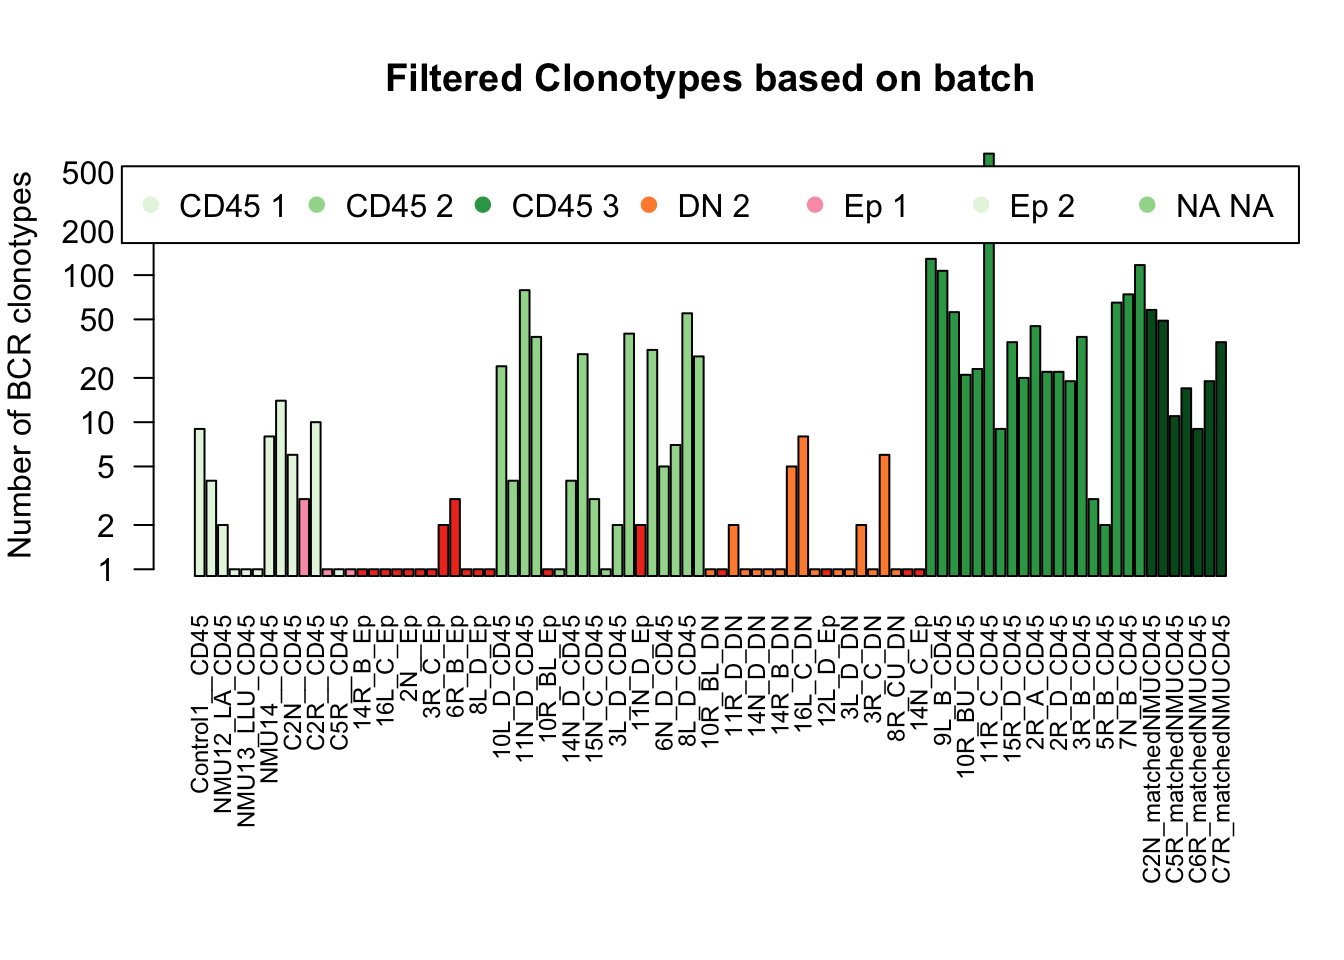 Filtered Clonotypes based on batch
Number of BCR clonotypes
500
200
100
50
20
10
5
2
1
CD45 1 CD45 2 CD45 3 DN 2 Ep 1 Ep 2 NA NA
Control1__CD45
NMU12_LA_CD45
NMU13_LLU_CD45
NMU14__CD45
C2N__CD45
C2R__CD45
C5R__CD45
14R_B_Ep
16L_C_Ep
2N__Ep
3R_C_Ep
6R_B_Ep
8L_D_Ep
10L_D_CD45
11N_D_CD45
10R_BL_Ep
14N_D_CD45
15N_C_CD45
3L_D_CD45
11N_D_Ep
6N_D_CD45
8L_D_CD45
10R_BL_DN
11R_D_DN
14N_D_DN
14R_B_DN
16L_C_DN
12L_D_Ep
3L_D_DN
3R_C_DN
8R_CU_DN
14N_C_Ep
9L_B_CD45
10R_BU_CD45
11R_C_CD45
15R_D_CD45
2R_A_CD45
2R_D_CD45
3R_B_CD45
5R_B_CD45
7N_B_CD45
C2N_matchedNMUCD45
C5R_matchedNMUCD45
C6R_matchedNMUCD45
C7R_matchedNMUCD45